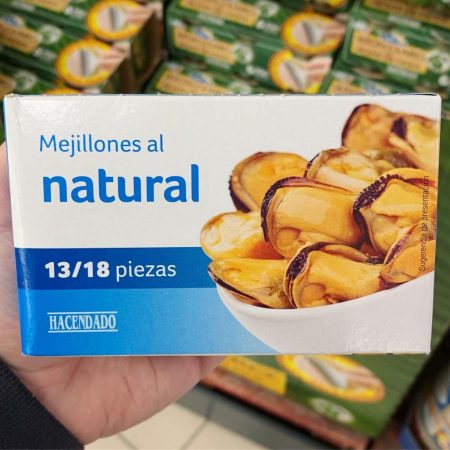 Mejillones al
natural
13/18 piezas
HACENDADO
Sugerencia de presentación